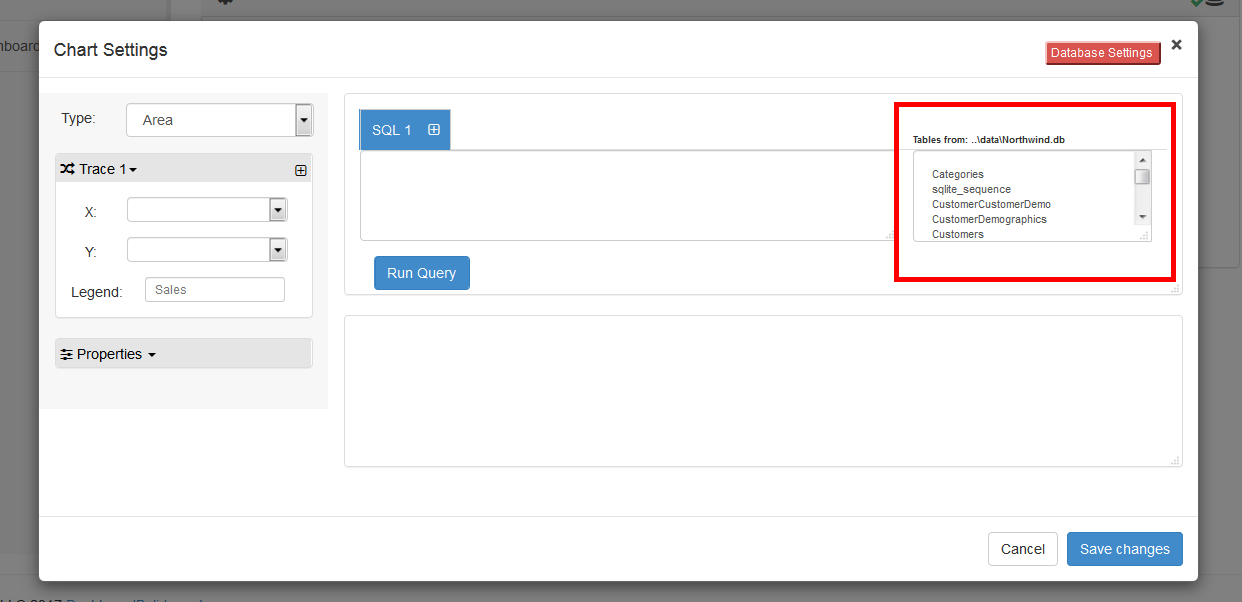 Chart Settings
Database Settings
Type:
Area
Trace 1
X:
Y:
Legend:
Sales
Properties
SQL 1
Run Query
Tables from: ..\data\Northwind.db
Categories
sqlite_sequence
CustomerCustomerDemo
CustomerDemographics
Customers
Cancel
Save changes